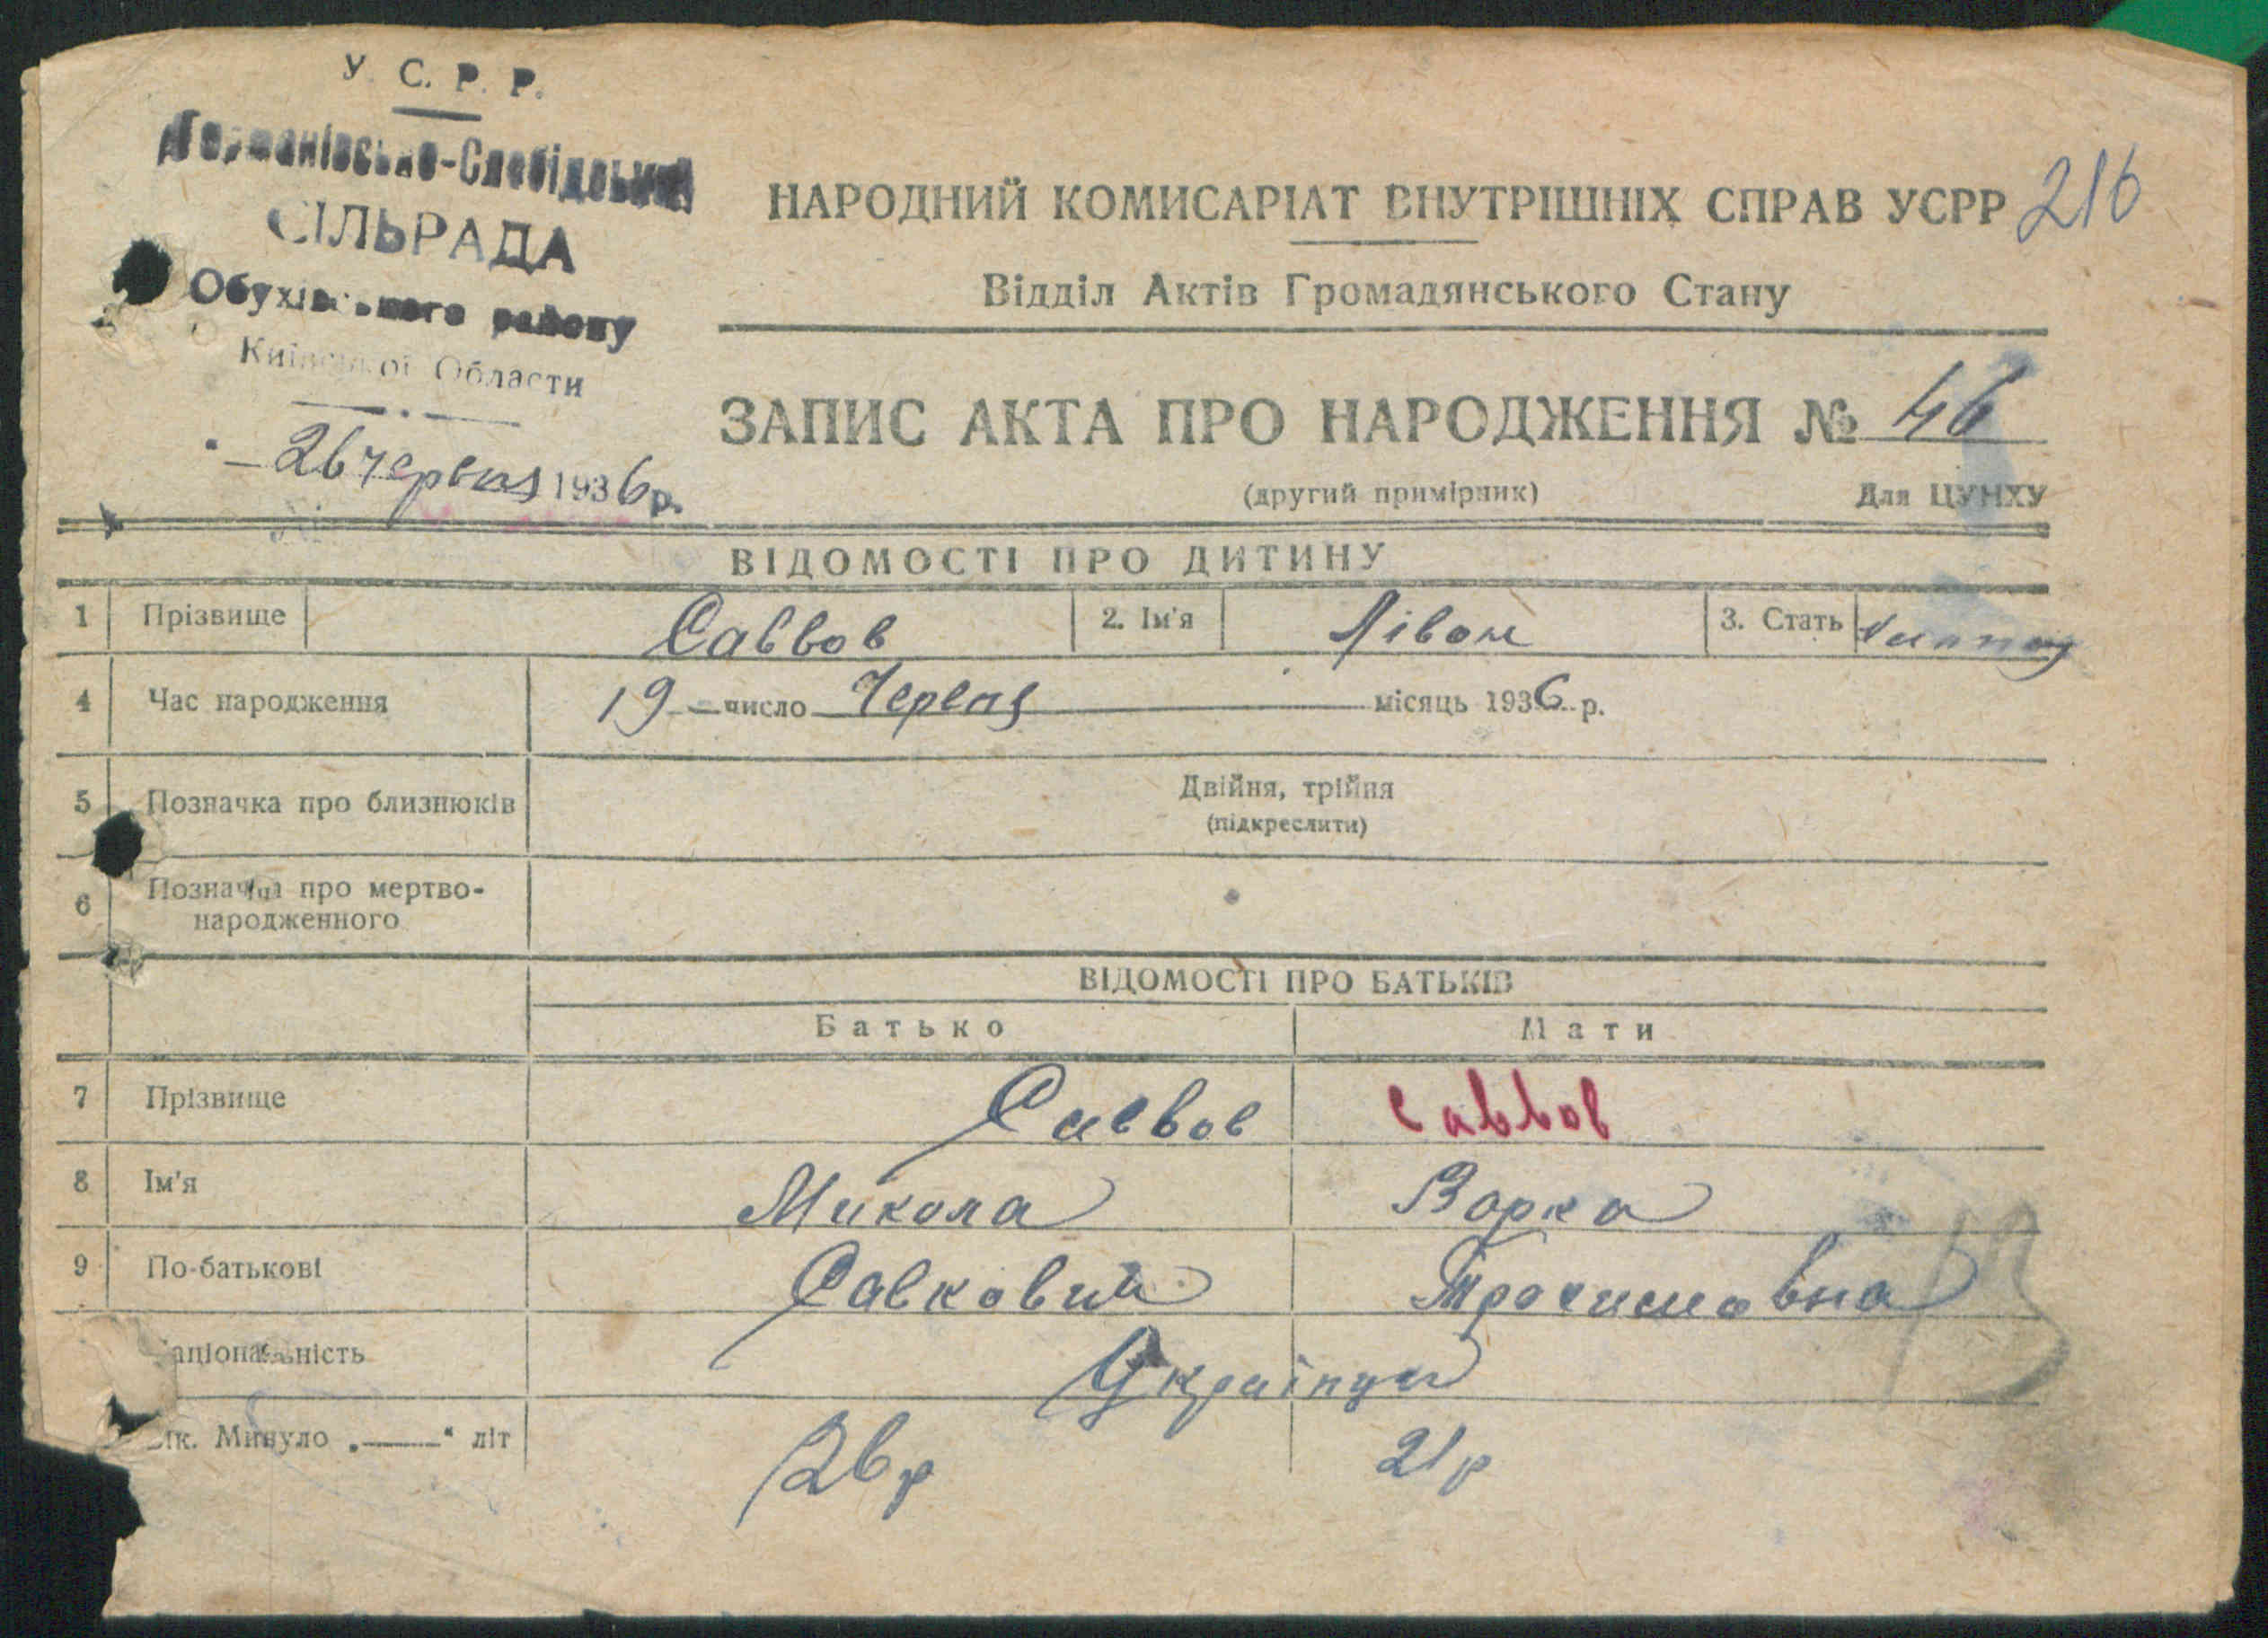 У. С. Р. Р.
Германівсько-Слобідська
СІЛЬРАДА
Обухівського району
Київської Области
26 червня 1936 р.
НАРОДНИЙ КОМИСАРІАТ ВНУТРІШНІХ СПРАВ УСРР 216
Відділ Актів Громадянського Стану
ЗАПИС АКТА ПРО НАРОДЖЕННЯ № 46
(другий примірник) Для ЦУНХУ
ВІДОМОСТІ ПРО ДИТИНУ
1 Прізвище Саввов 2. Ім'я 3. Стать
4 Час народження 19 число Червня місяць 1936 р.
5 Позначка про близнюків Двійня, трійня
(підкреслити)
6 Позначка про мертво-
народженного
ВІДОМОСТІ ПРО БАТЬКІВ
Батько Мати
7 Прізвище Саввов Саввов
8 Ім'я Микола Варка
9 По-батькові Савкович
Національність Українці
Вік. Минуло „—“ літ 26 р 21 р